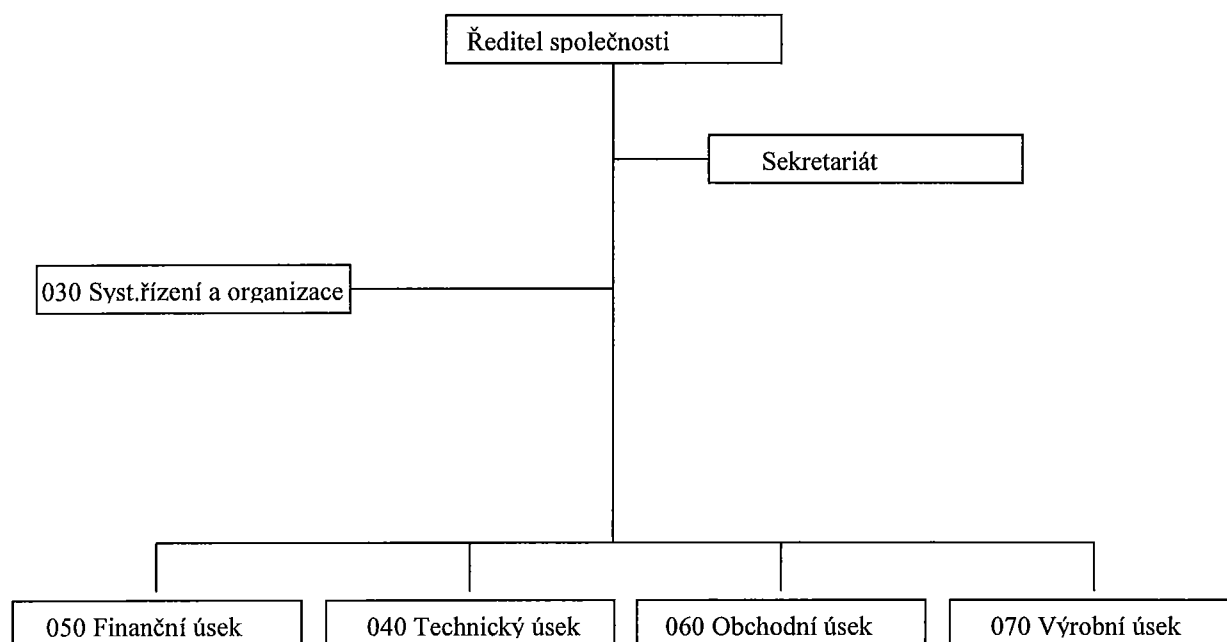 Ředitel společnosti
Sekretariát
030 Syst.řízení a organizace
050 Finanční úsek
040 Technický úsek
060 Obchodní úsek
070 Výrobní úsek